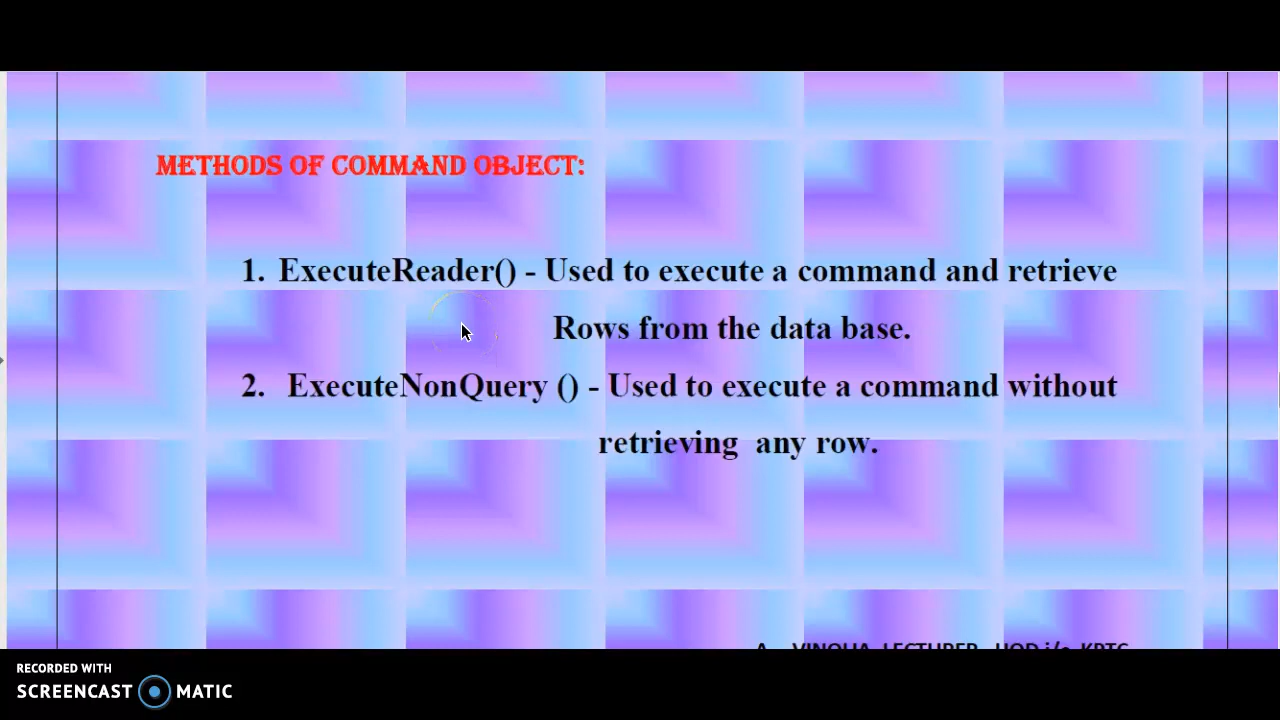 METHODS OF COMMAND OBJECT:
1. ExecuteReader() - Used to execute a command and retrieve
Rows from the data base.
2. ExecuteNonQuery () - Used to execute a command without
retrieving any row.
LECTURER
RECORDED WITH
SCREENCAST MATIC